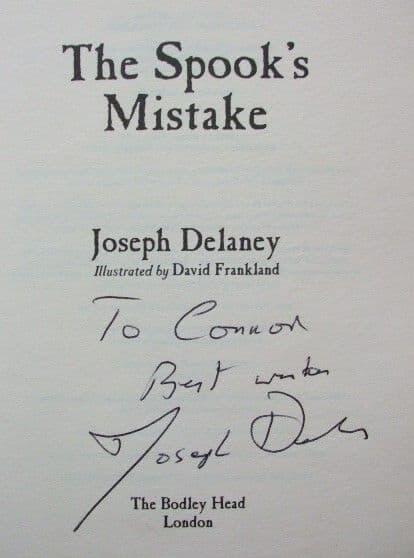 The Spook's
Mistake
Joseph Delaney
Illustrated by David Frankland
To Connor
Best wishes
Joseph Delaney
The Bodley Head
London